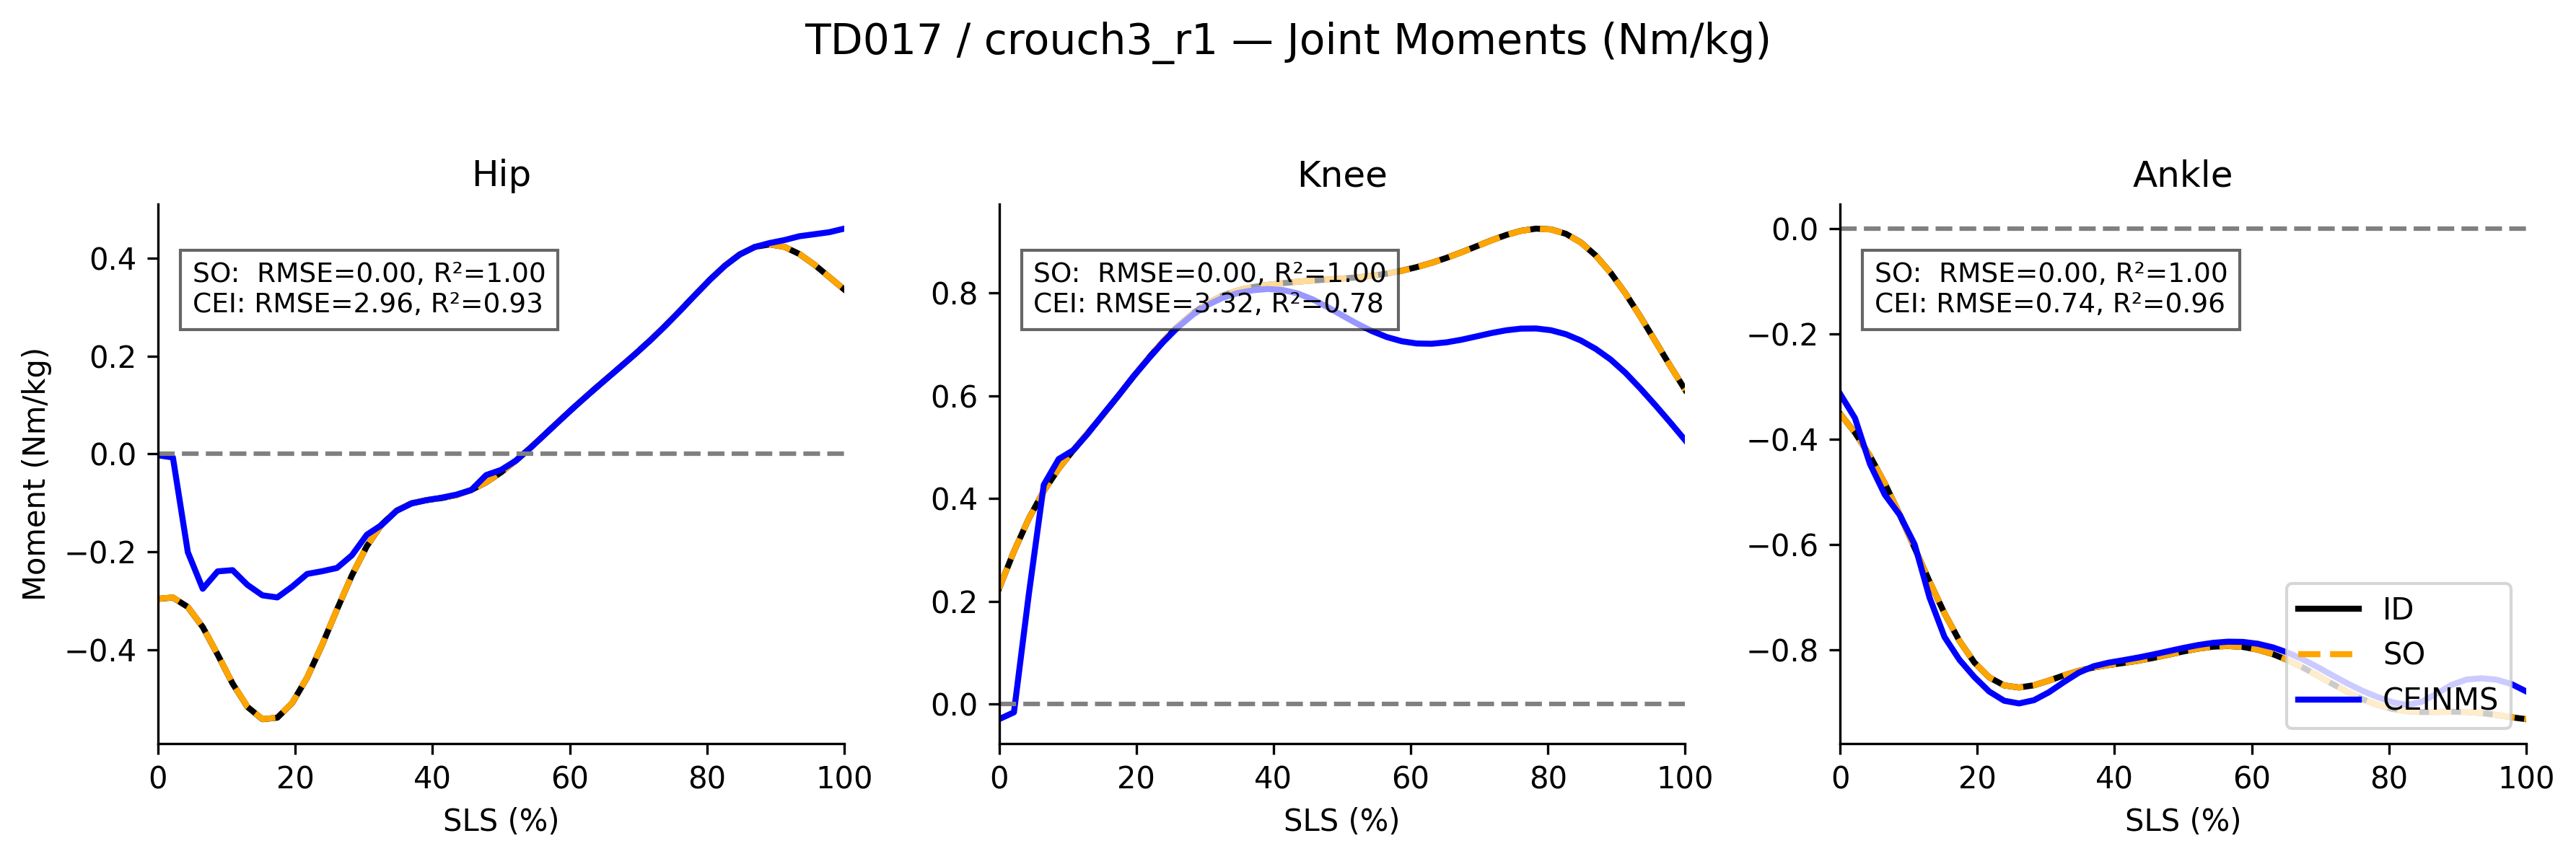 TD017 / crouch3_r1 — Joint Moments (Nm/kg)
Hip
Knee
Ankle
Moment (Nm/kg)
0.4
0.2
0.0
−0.2
−0.4
SO:  RMSE=0.00, R²=1.00
CEI: RMSE=2.96, R²=0.93
0
20
40
60
80
100
SLS (%)
0.8
0.6
0.4
0.2
0.0
SO:  RMSE=0.00, R²=1.00
CEI: RMSE=3.32, R²=0.78
0
20
40
60
80
100
SLS (%)
0.0
−0.2
−0.4
−0.6
−0.8
SO:  RMSE=0.00, R²=1.00
CEI: RMSE=0.74, R²=0.96
ID
SO
CEINMS
0
20
40
60
80
100
SLS (%)